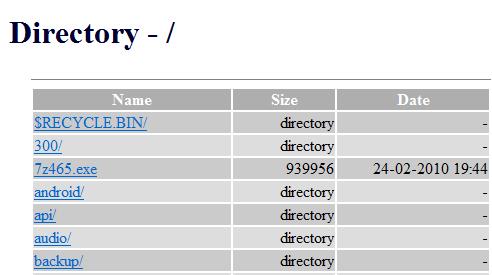 Directory - /
Name Size Date
$RECYCLE.BIN/ directory -
300/ directory -
7z465.exe 939956 24-02-2010 19:44
android/ directory -
api/ directory -
audio/ directory -
backup/ directory -